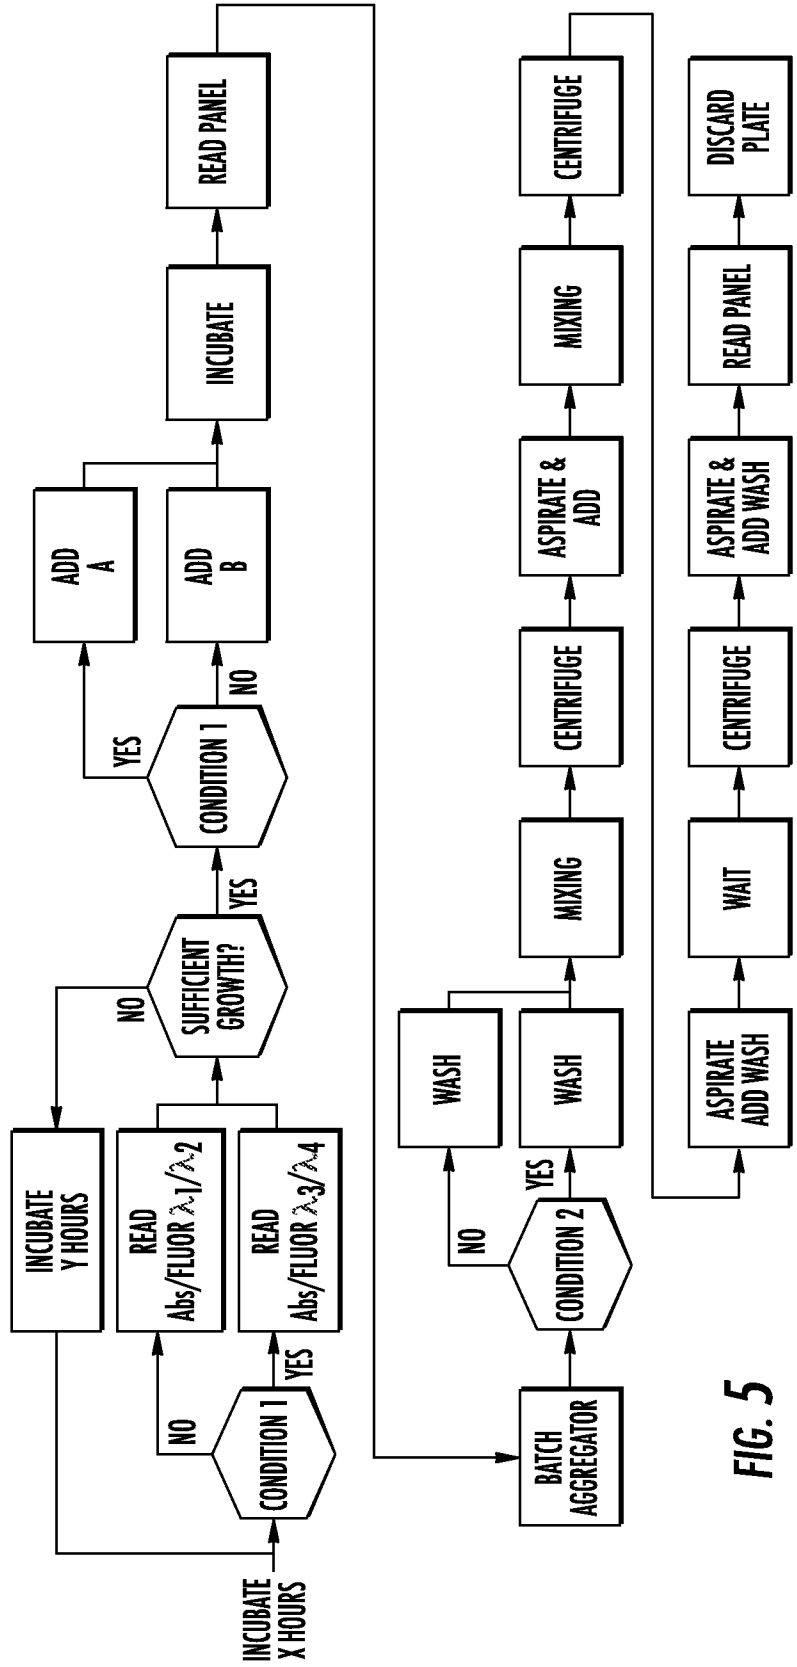 INCUBATE
X HOURS
CONDITION 1
NO
YES
INCUBATE
Y HOURS
READ
Abs/FLUOR λ1/λ2
READ
Abs/FLUOR λ3/λ4
SUFFICIENT
GROWTH?
NO
YES
CONDITION 1
YES
NO
ADD
A
ADD
B
INCUBATE
READ PANEL
BATCH
AGGREGATOR
CONDITION 2
NO
YES
WASH
WASH
MIXING
CENTRIFUGE
ASPIRATE &
ADD
MIXING
CENTRIFUGE
ASPIRATE
ADD WASH
WAIT
CENTRIFUGE
ASPIRATE &
ADD WASH
READ PANEL
DISCARD
PLATE
FIG. 5